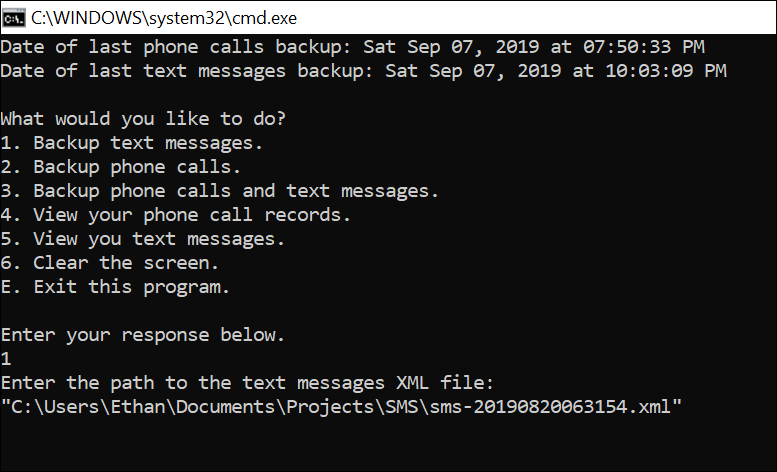 C:\WINDOWS\system32\cmd.exe
Date of last phone calls backup: Sat Sep 07, 2019 at 07:50:33 PM
Date of last text messages backup: Sat Sep 07, 2019 at 10:03:09 PM
What would you like to do?
1. Backup text messages.
2. Backup phone calls.
3. Backup phone calls and text messages.
4. View your phone call records.
5. View you text messages.
6. Clear the screen.
E. Exit this program.
Enter your response below.
1
Enter the path to the text messages XML file:
"C:\Users\Ethan\Documents\Projects\SMS\sms-20190820063154.xml"